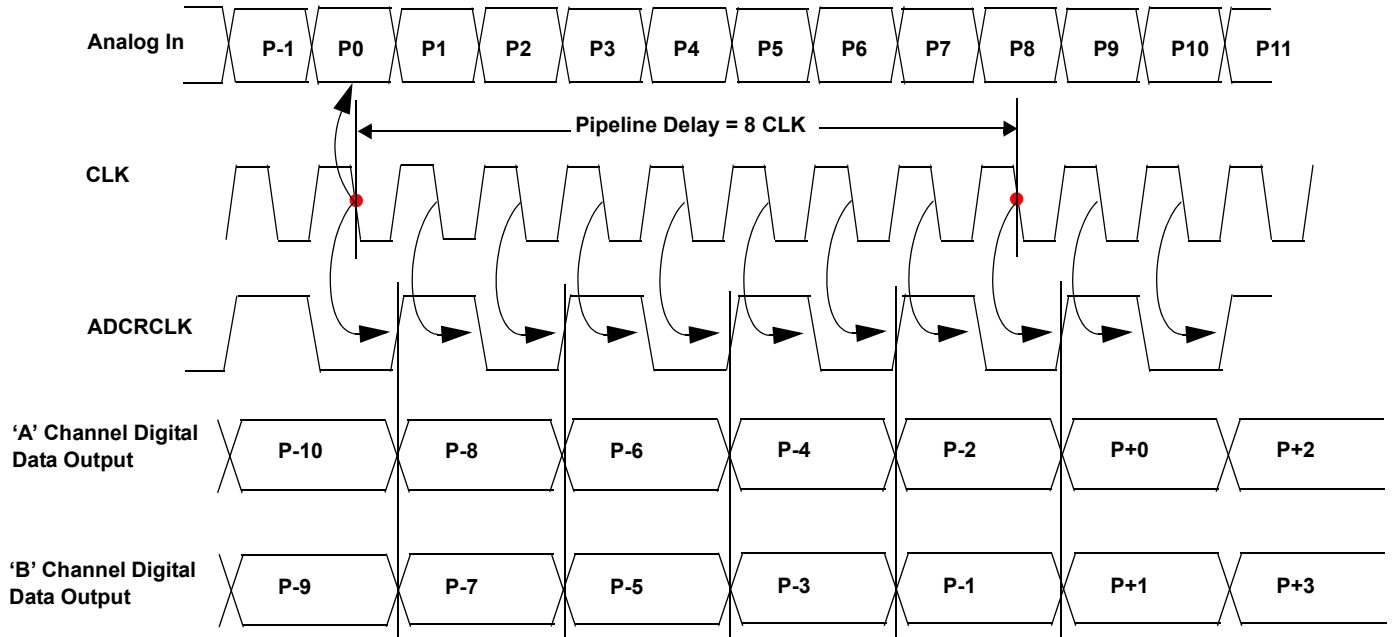 Analog In P-1 P0 P1 P2 P3 P4 P5 P6 P7 P8 P9 P10 P11
Pipeline Delay = 8 CLK
CLK
ADCRCLK
‘A’ Channel Digital
Data Output
P-10 P-8 P-6 P-4 P-2 P+0 P+2
‘B’ Channel Digital
Data Output
P-9 P-7 P-5 P-3 P-1 P+1 P+3